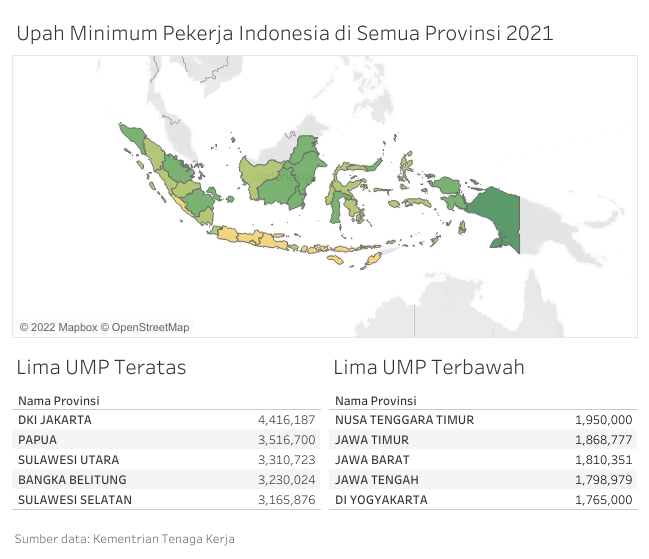 Upah Minimum Pekerja Indonesia di Semua Provinsi 2021
Indonesia
© 2022 Mapbox © OpenStreetMap
Lima UMP Teratas
Nama Provinsi
DKI JAKARTA 4,416,187
PAPUA 3,516,700
SULAWESI UTARA 3,310,723
BANGKA BELITUNG 3,230,024
SULAWESI SELATAN 3,165,876
Lima UMP Terbawah
Nama Provinsi
NUSA TENGGARA TIMUR 1,950,000
JAWA TIMUR 1,868,777
JAWA BARAT 1,810,351
JAWA TENGAH 1,798,979
DI YOGYAKARTA 1,765,000
Sumber data: Kementrian Tenaga Kerja